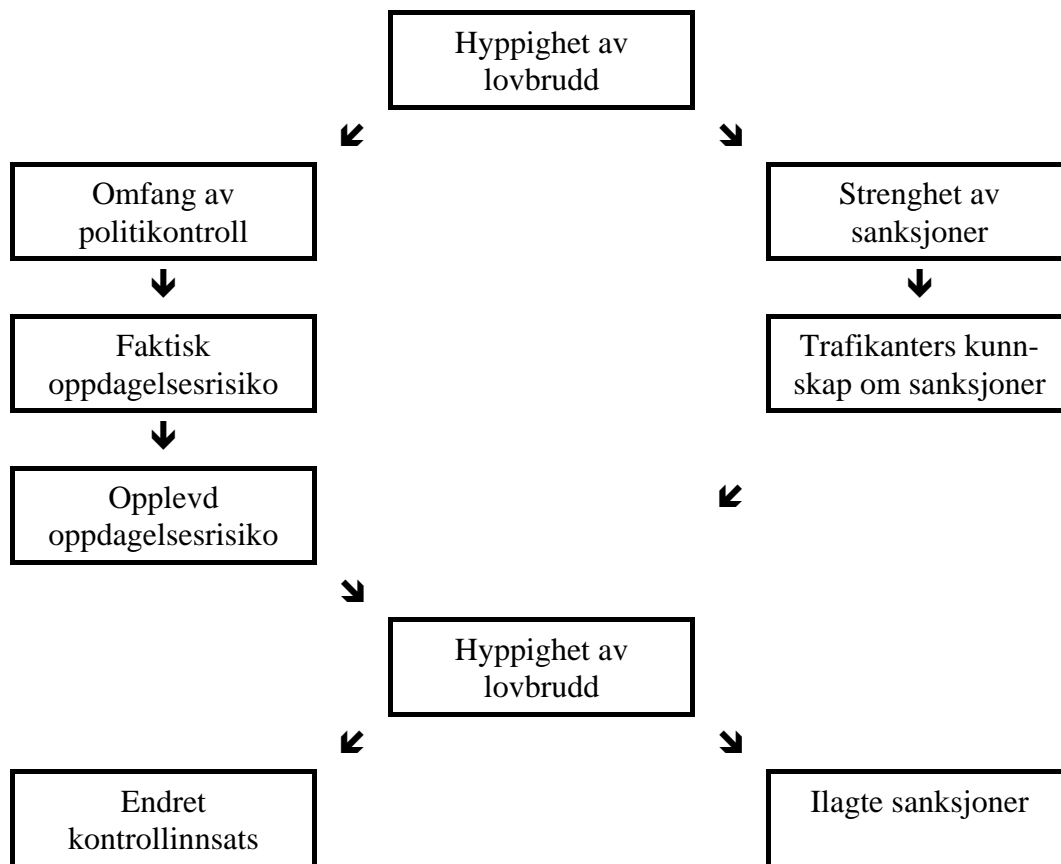 Hyppighet av
lovbrudd
Omfang av
politikontroll
Strenghet av
sanksjoner
Faktisk
oppdagelsesrisiko
Trafikanters kunn-
skap om sanksjoner
Opplevd
oppdagelsesrisiko
Hyppighet av
lovbrudd
Endret
kontrollinnsats
Ilagte sanksjoner